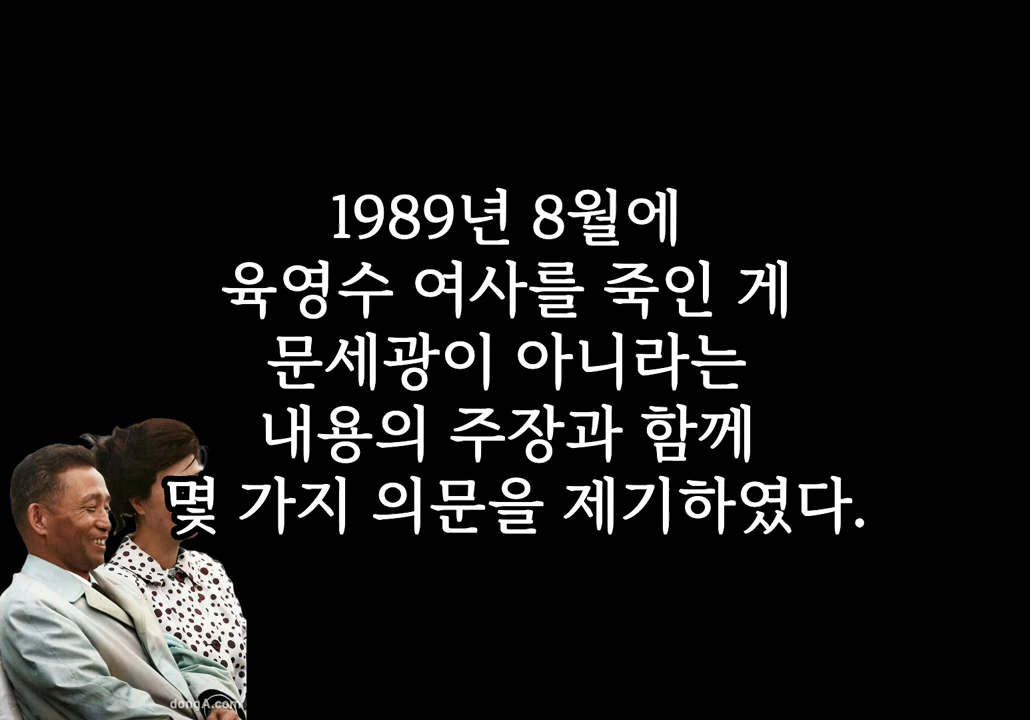 1989년 8월에
육영수 여사를 죽인 게
문세광이 아니라는
내용의 주장과 함께
몇 가지 의문을 제기하였다.
dongA.com